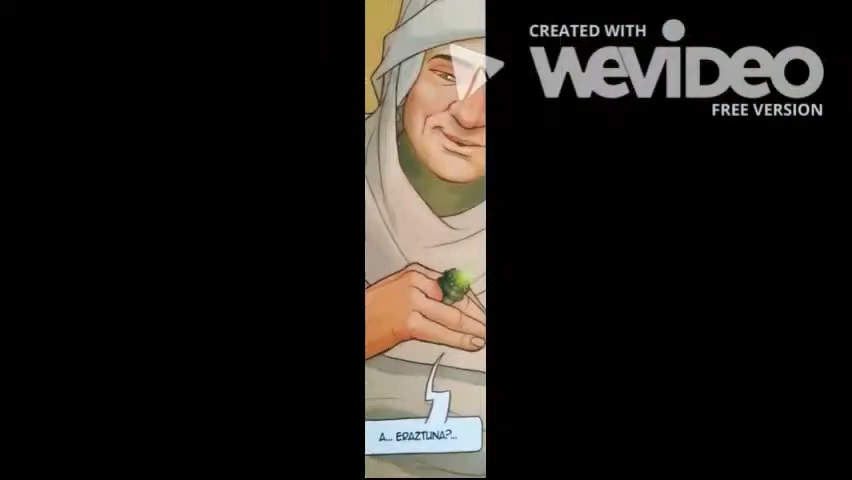 CREATED WITH
WEVIDEO
FREE VERSION
A... ERAZTUNA?...